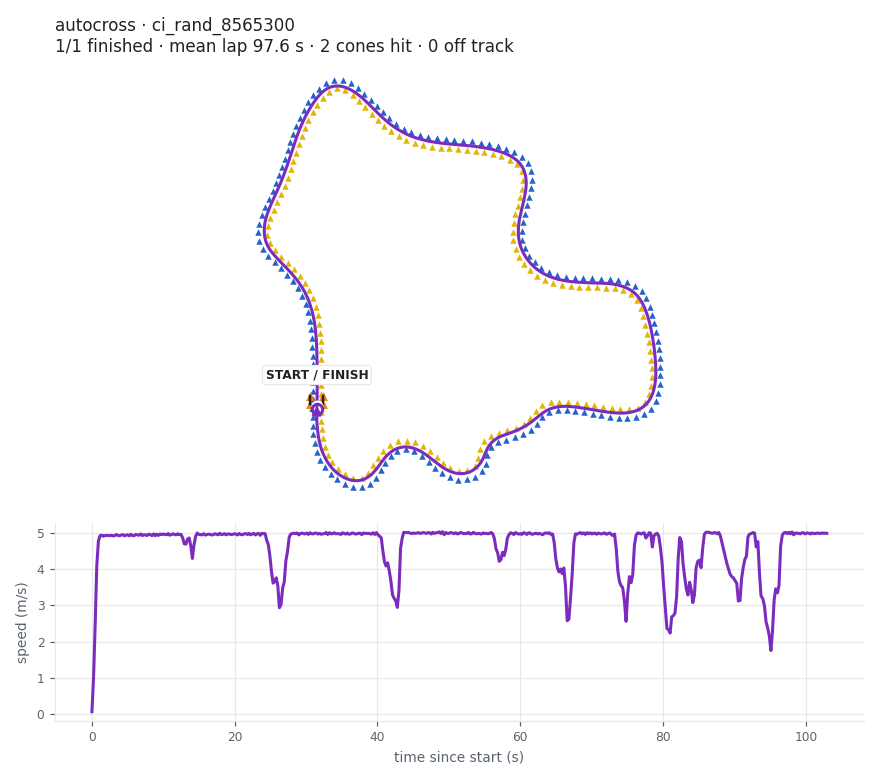 autocross · ci_rand_8565300
1/1 finished · mean lap 97.6 s · 2 cones hit · 0 off track
START / FINISH
5
4
3
2
1
0
speed (m/s)
0 20 40 60 80 100
time since start (s)